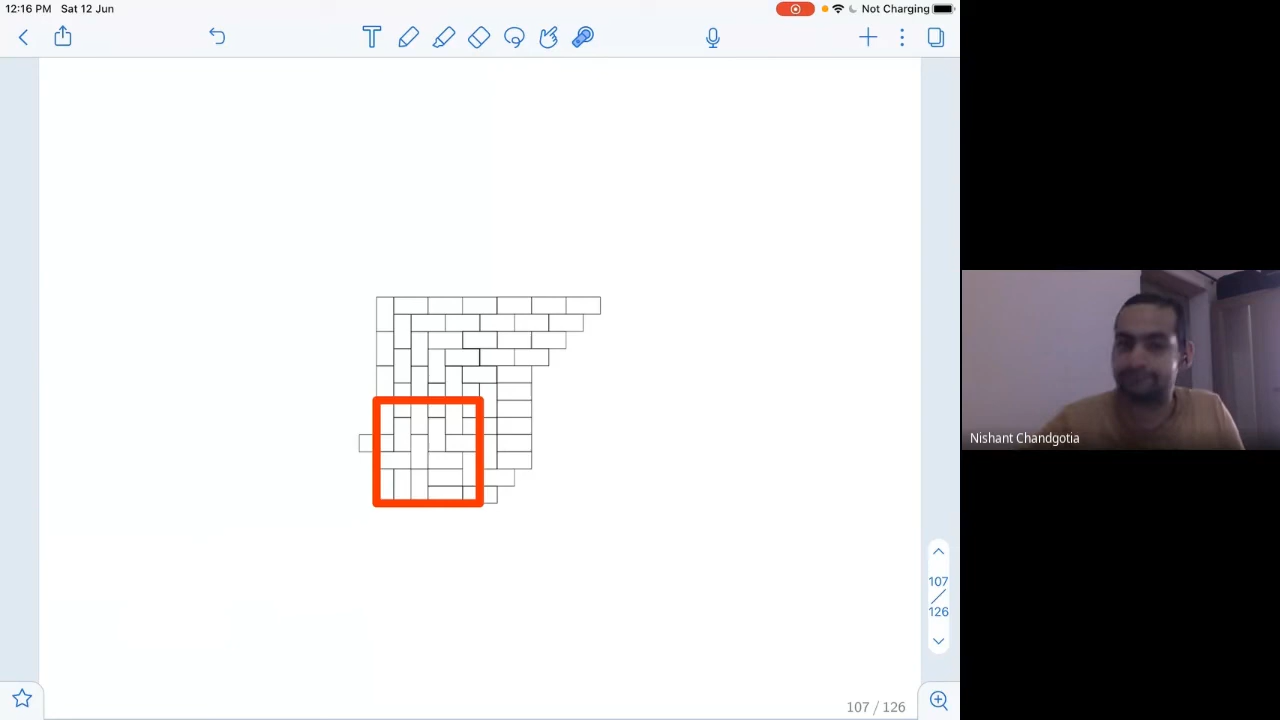 12:16 PM Sat 12 Jun
Not Charging
T
107
126
107 / 126
Nishant Chandgotia